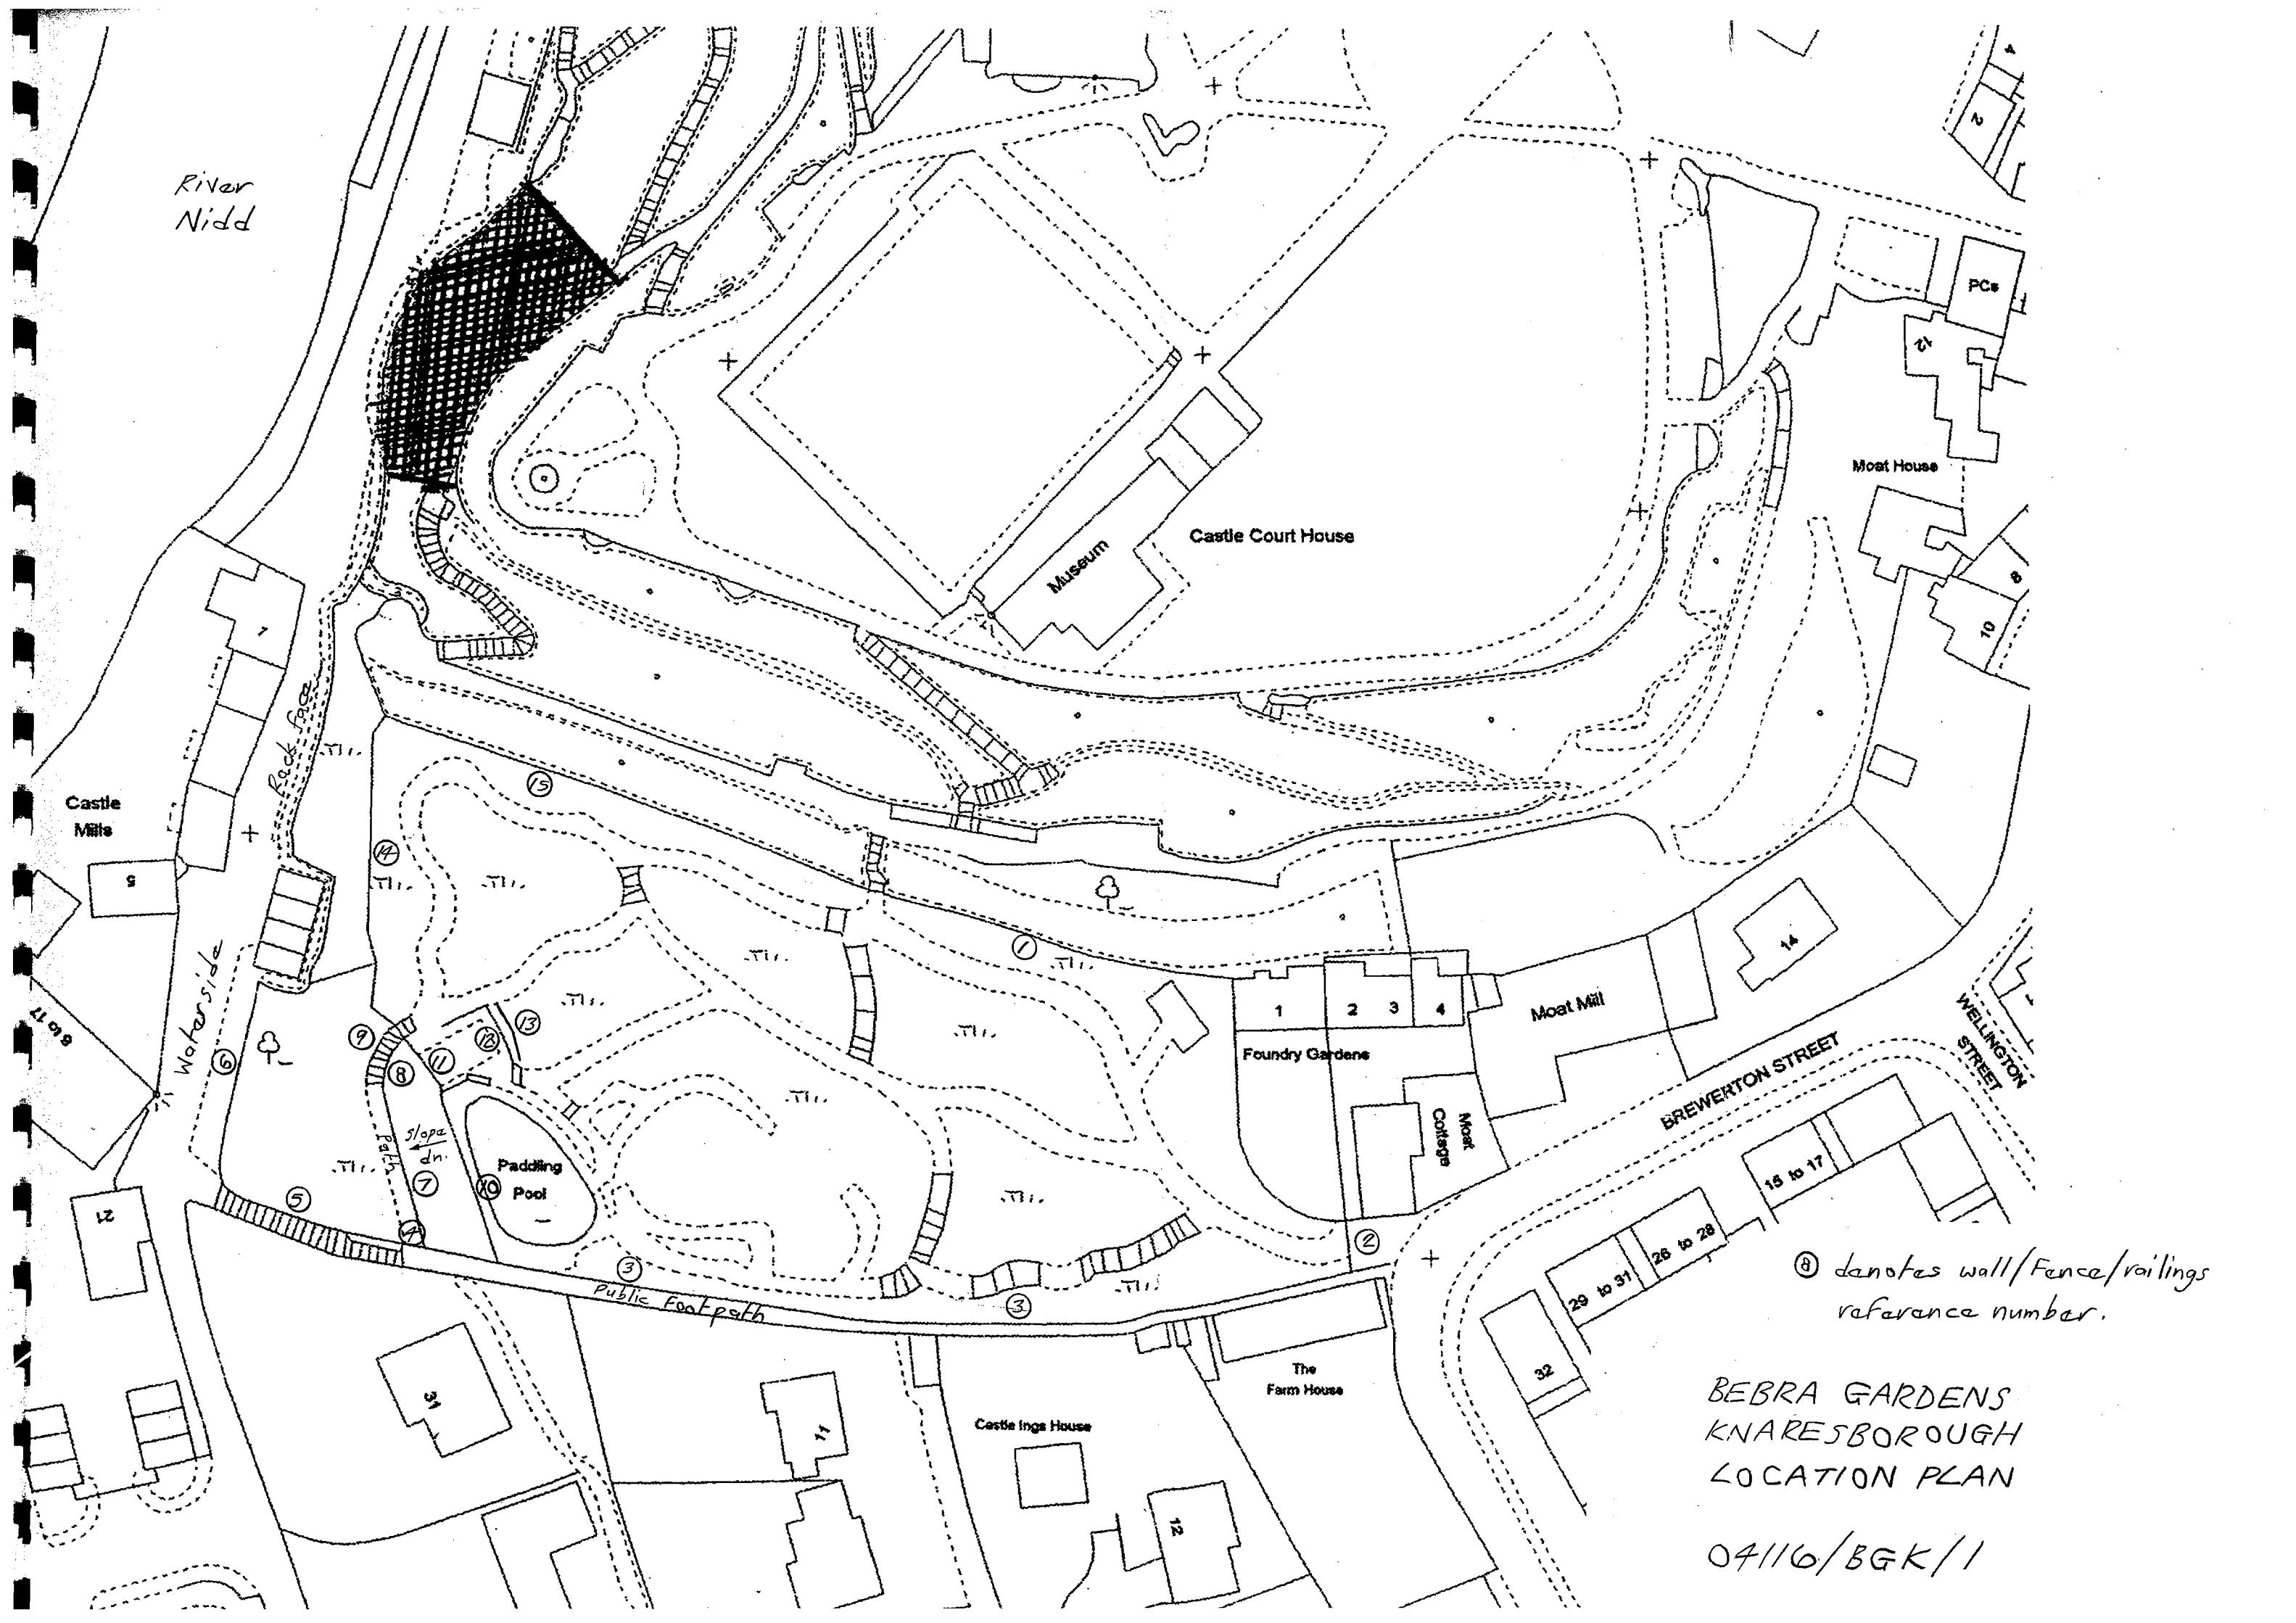 4
2
River
Nidd
PCs
12
Moat House
Castle Court House
Museum
8
10
1
Rock face
Castle
Mills
15
14
5
14
1
Waterside
6 to 17
1
2
3
4
Moat Mill
WELLINGTON
STREET
13
12
9
11
8
6
Foundry Gardens
BREWERTON STREET
Moat
Cottage
Path
slope
dn.
Paddling
Pool
10
7
15 to 17
5
4
21
2
26 to 28
3
Public Footpath
3
29 to 31
8 denotes wall/Fence/railings
reference number.
The
Farm House
32
31
11
Castle Ings House
BEBRA GARDENS
KNARESBOROUGH
LOCATION PLAN
12
04116/BGK/1